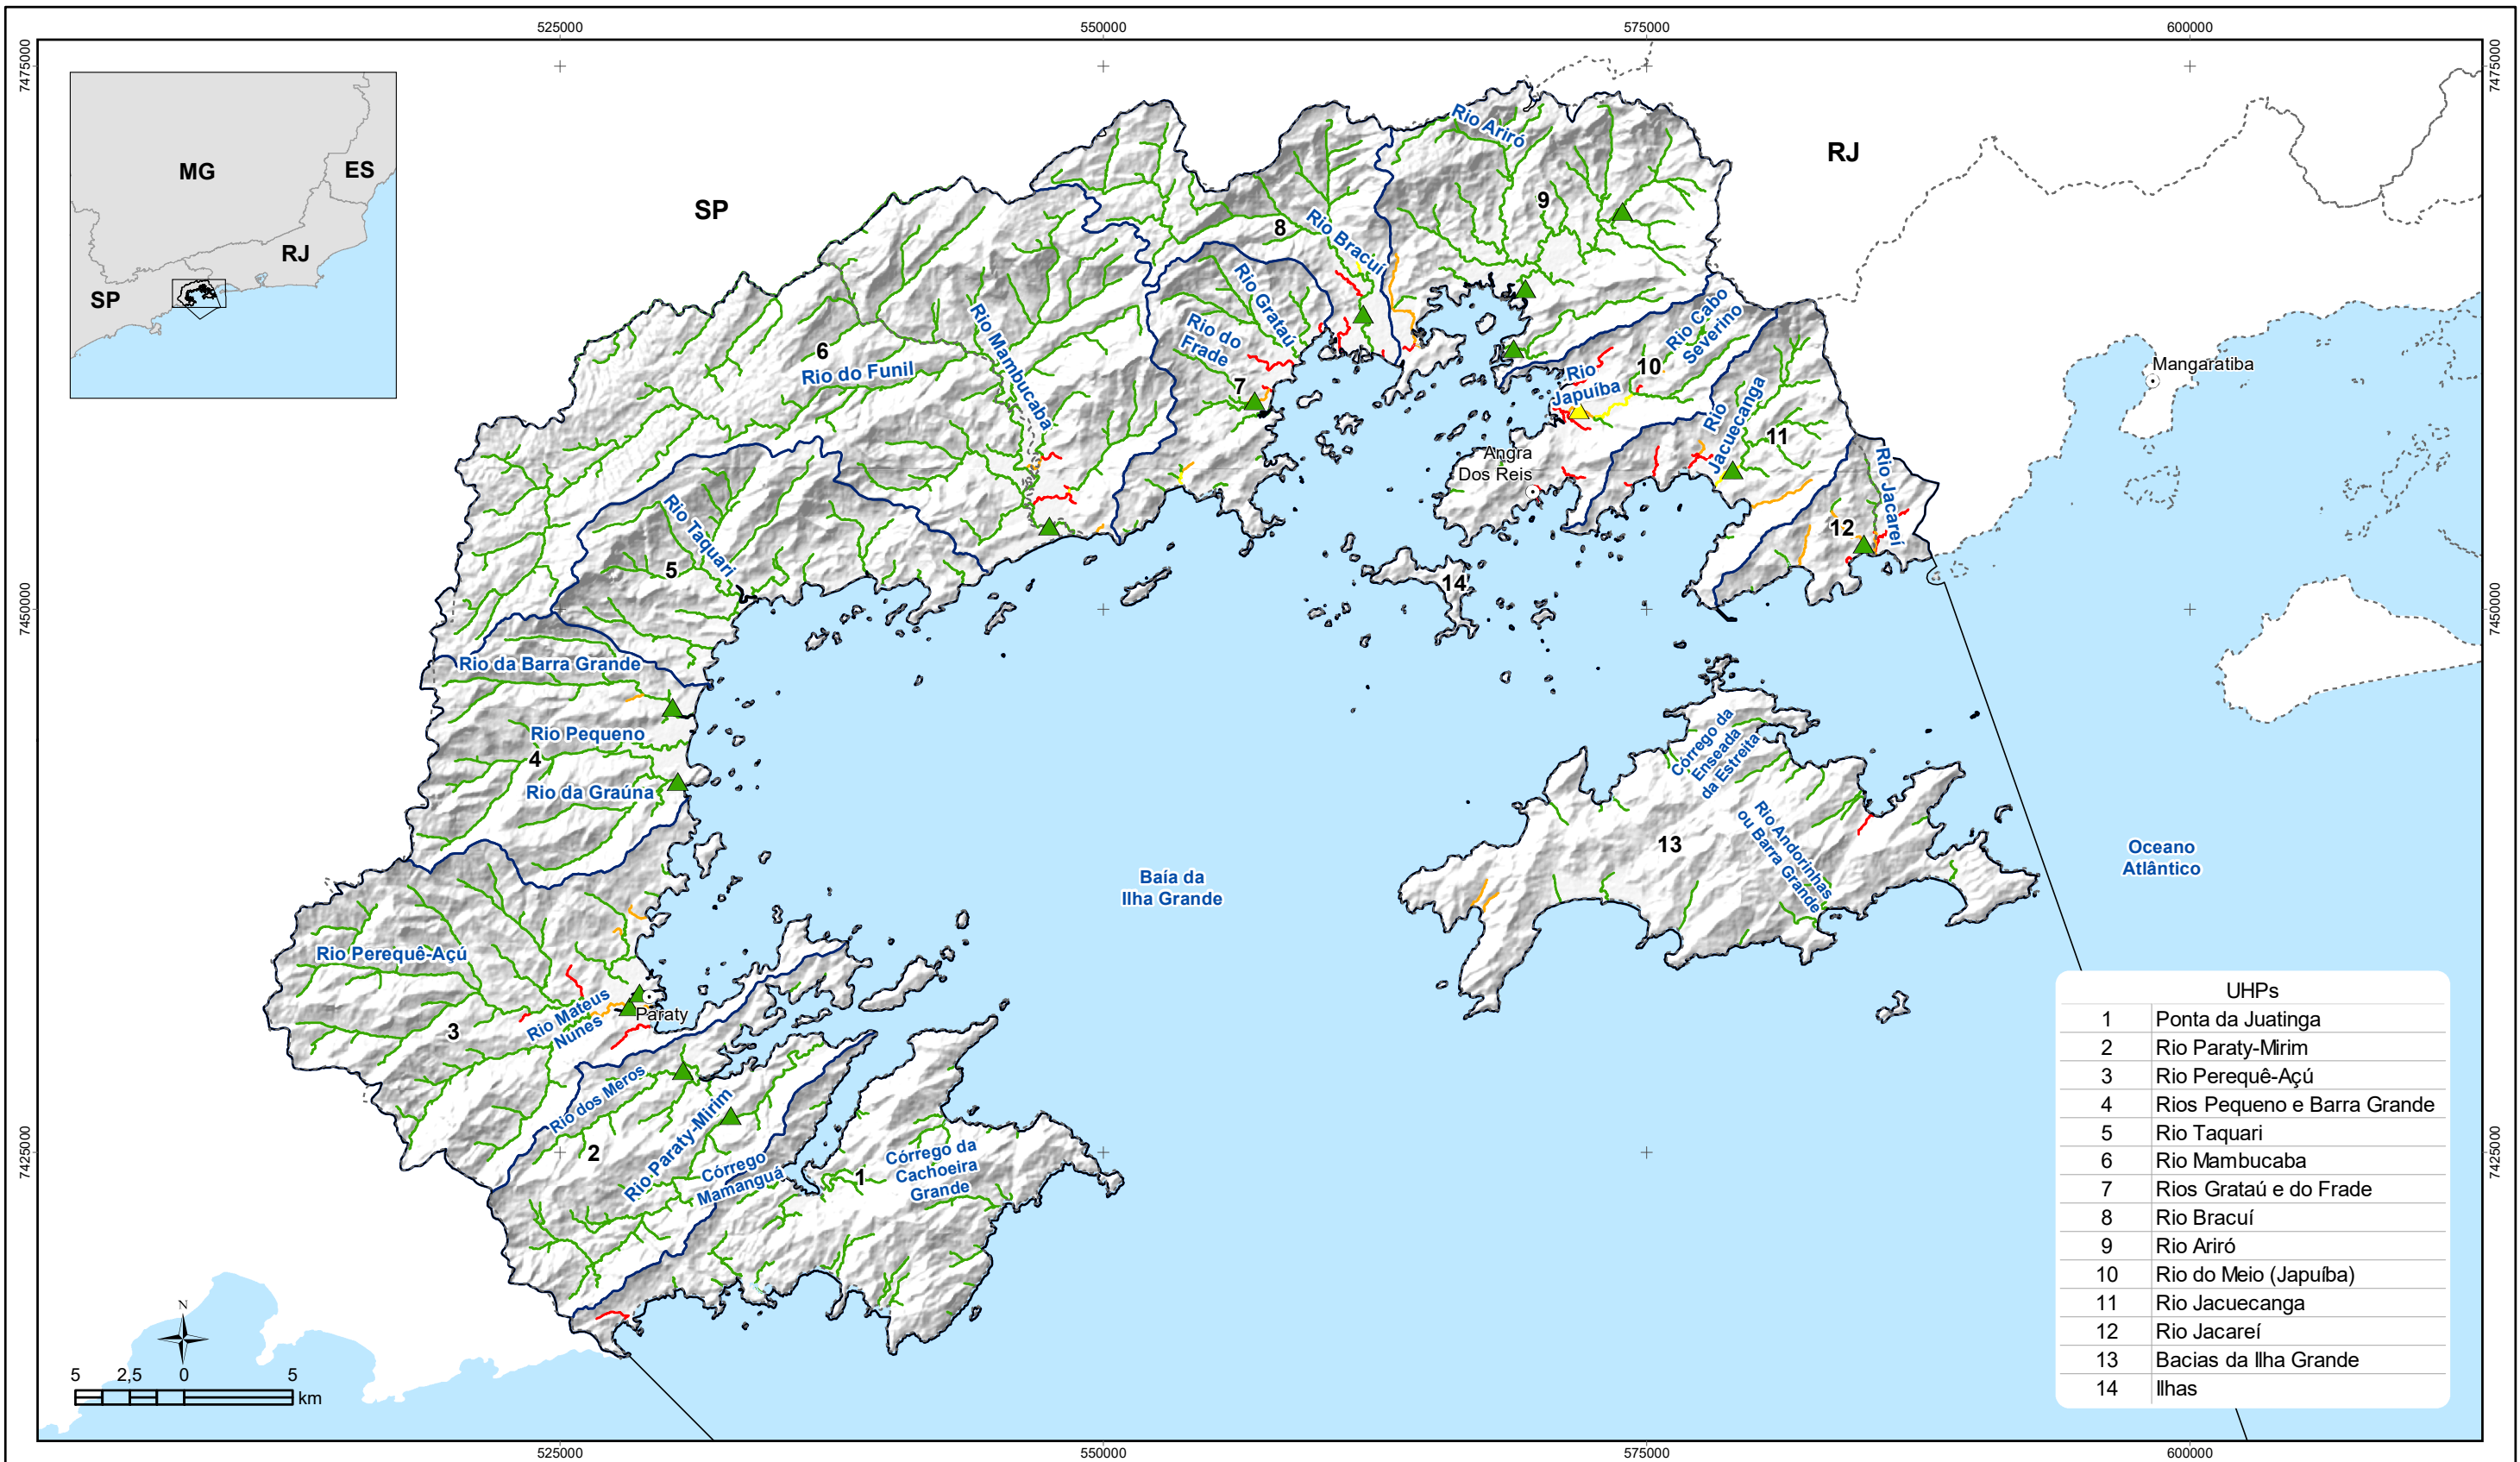 525000
550000
575000
600000
7475000
7475000
MG
ES
RJ
SP
SP
RJ
Rio Ariró
9
8
Rio Bracuí
Rio Grataú
Rio do
Frade
7
Rio Mambucaba
6
Rio do Funil
Rio Cabo
Severino
10
Rio
Japuíba
Rio
Jacuecanga
11
Mangaratiba
Angra
Dos Reis
Rio Jacareí
12
14
Rio Taquari
5
7450000
7450000
Rio da Barra Grande
Rio Pequeno
4
Rio da Graúna
Córrego da
Enseada
da Estreita
Rio Andorinhas
ou Barra Grande
13
Baía da
Ilha Grande
Oceano
Atlântico
Rio Perequê-Açú
Rio Mateus
Nunes
Paraty
3
Rio dos Meros
2
Rio Paraty-Mirim
Córrego
Mamanguá
1
Córrego da
Cachoeira
Grande
7425000
7425000
UHPs
1 Ponta da Juatinga
2 Rio Paraty-Mirim
3 Rio Perequê-Açú
4 Rios Pequeno e Barra Grande
5 Rio Taquari
6 Rio Mambucaba
7 Rios Grataú e do Frade
8 Rio Bracuí
9 Rio Ariró
10 Rio do Meio (Japuíba)
11 Rio Jacuecanga
12 Rio Jacareí
13 Bacias da Ilha Grande
14 Ilhas
N
5 2,5 0 5
km
525000
550000
575000
600000